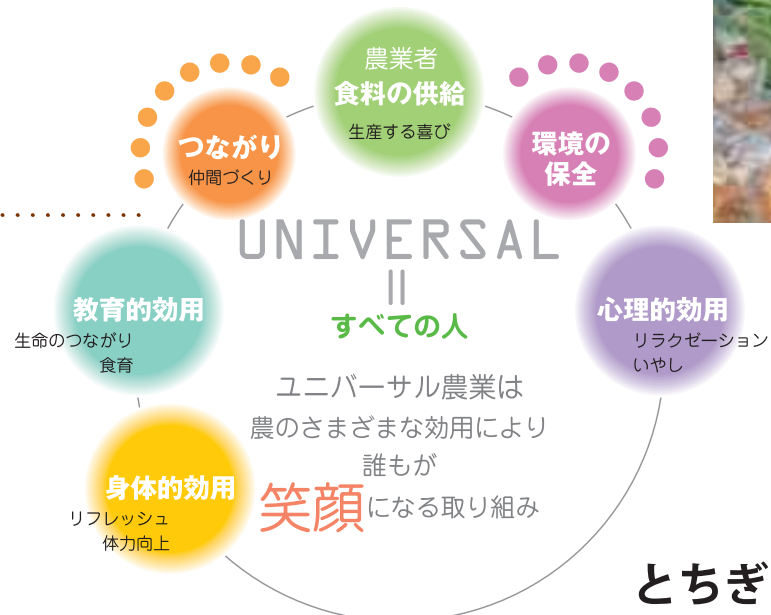 農業者
食料の供給
生産する喜び
つながり
仲間づくり
環境の
保全
UNIVERSAL
=
すべての人
教育的効用
生命のつながり
食育
心理的効用
リラクゼーション
いやし
ユニバーサル農業は
農のさまざまな効用により
誰もが
笑顔になる取り組み
身体的効用
リフレッシュ
体力向上
とちぎ